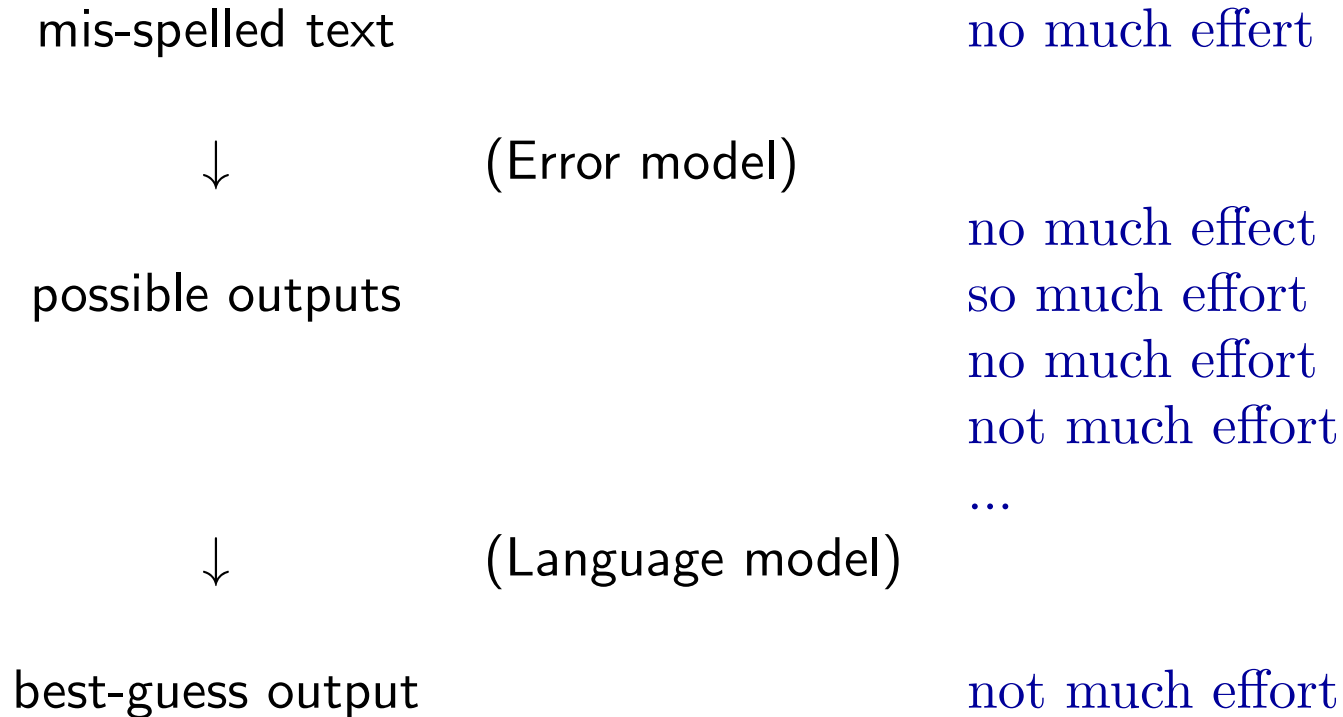 mis-spelled text no much effert
↓ (Error model)
no much effect
possible outputs so much effort
no much effort
not much effort
...
↓ (Language model)
best-guess output not much effort